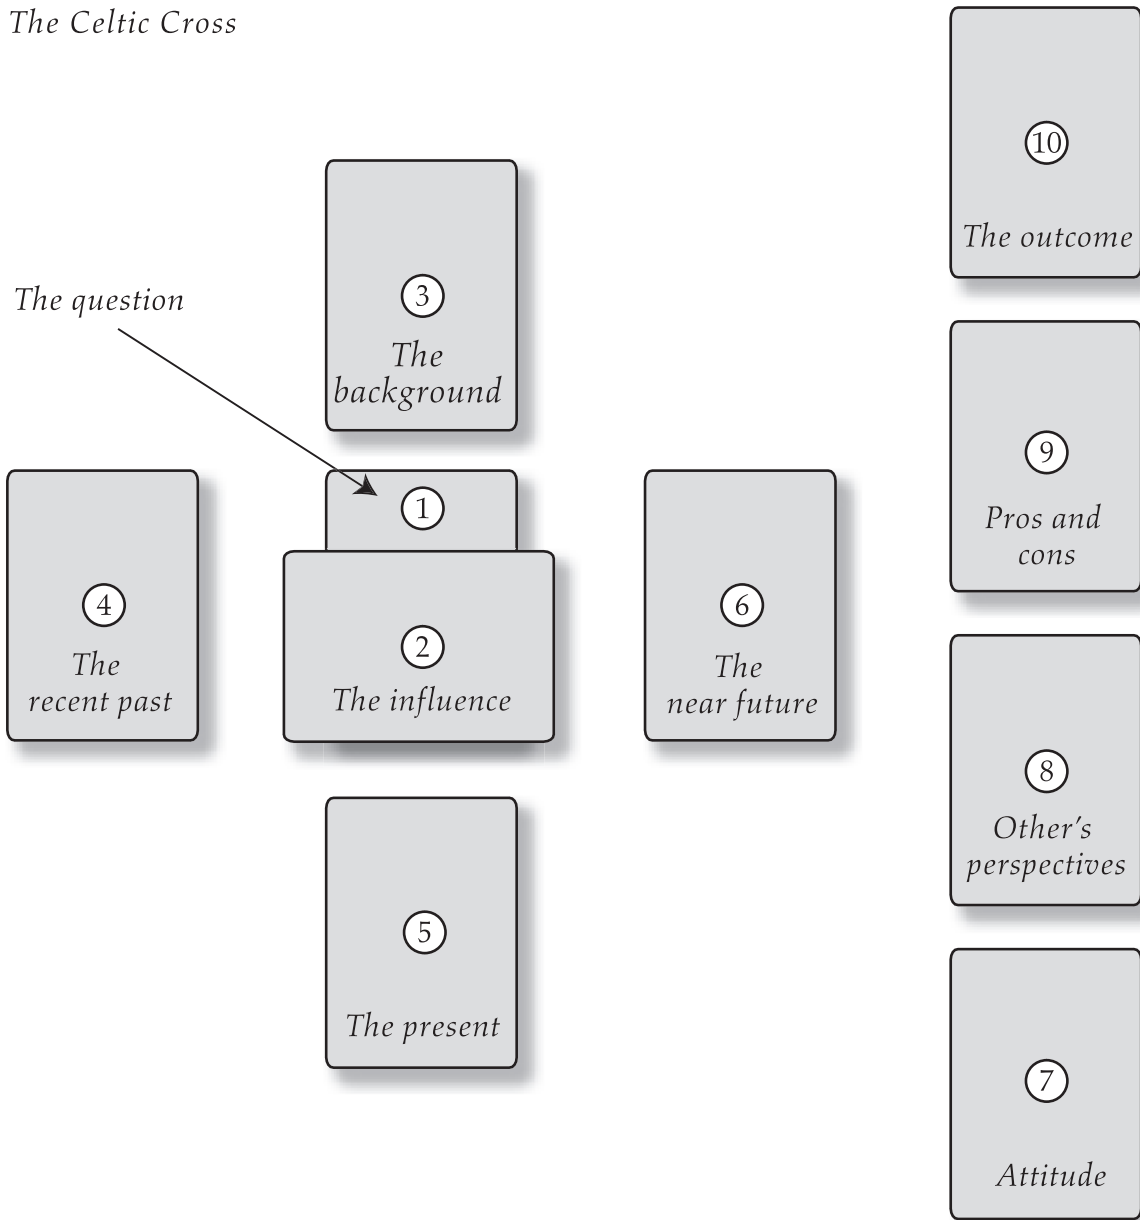 The Celtic Cross
10
The outcome
3
The
background
The question
9
Pros and
cons
1
4
The
recent past
2
The influence
6
The
near future
8
Other’s
perspectives
5
The present
7
Attitude